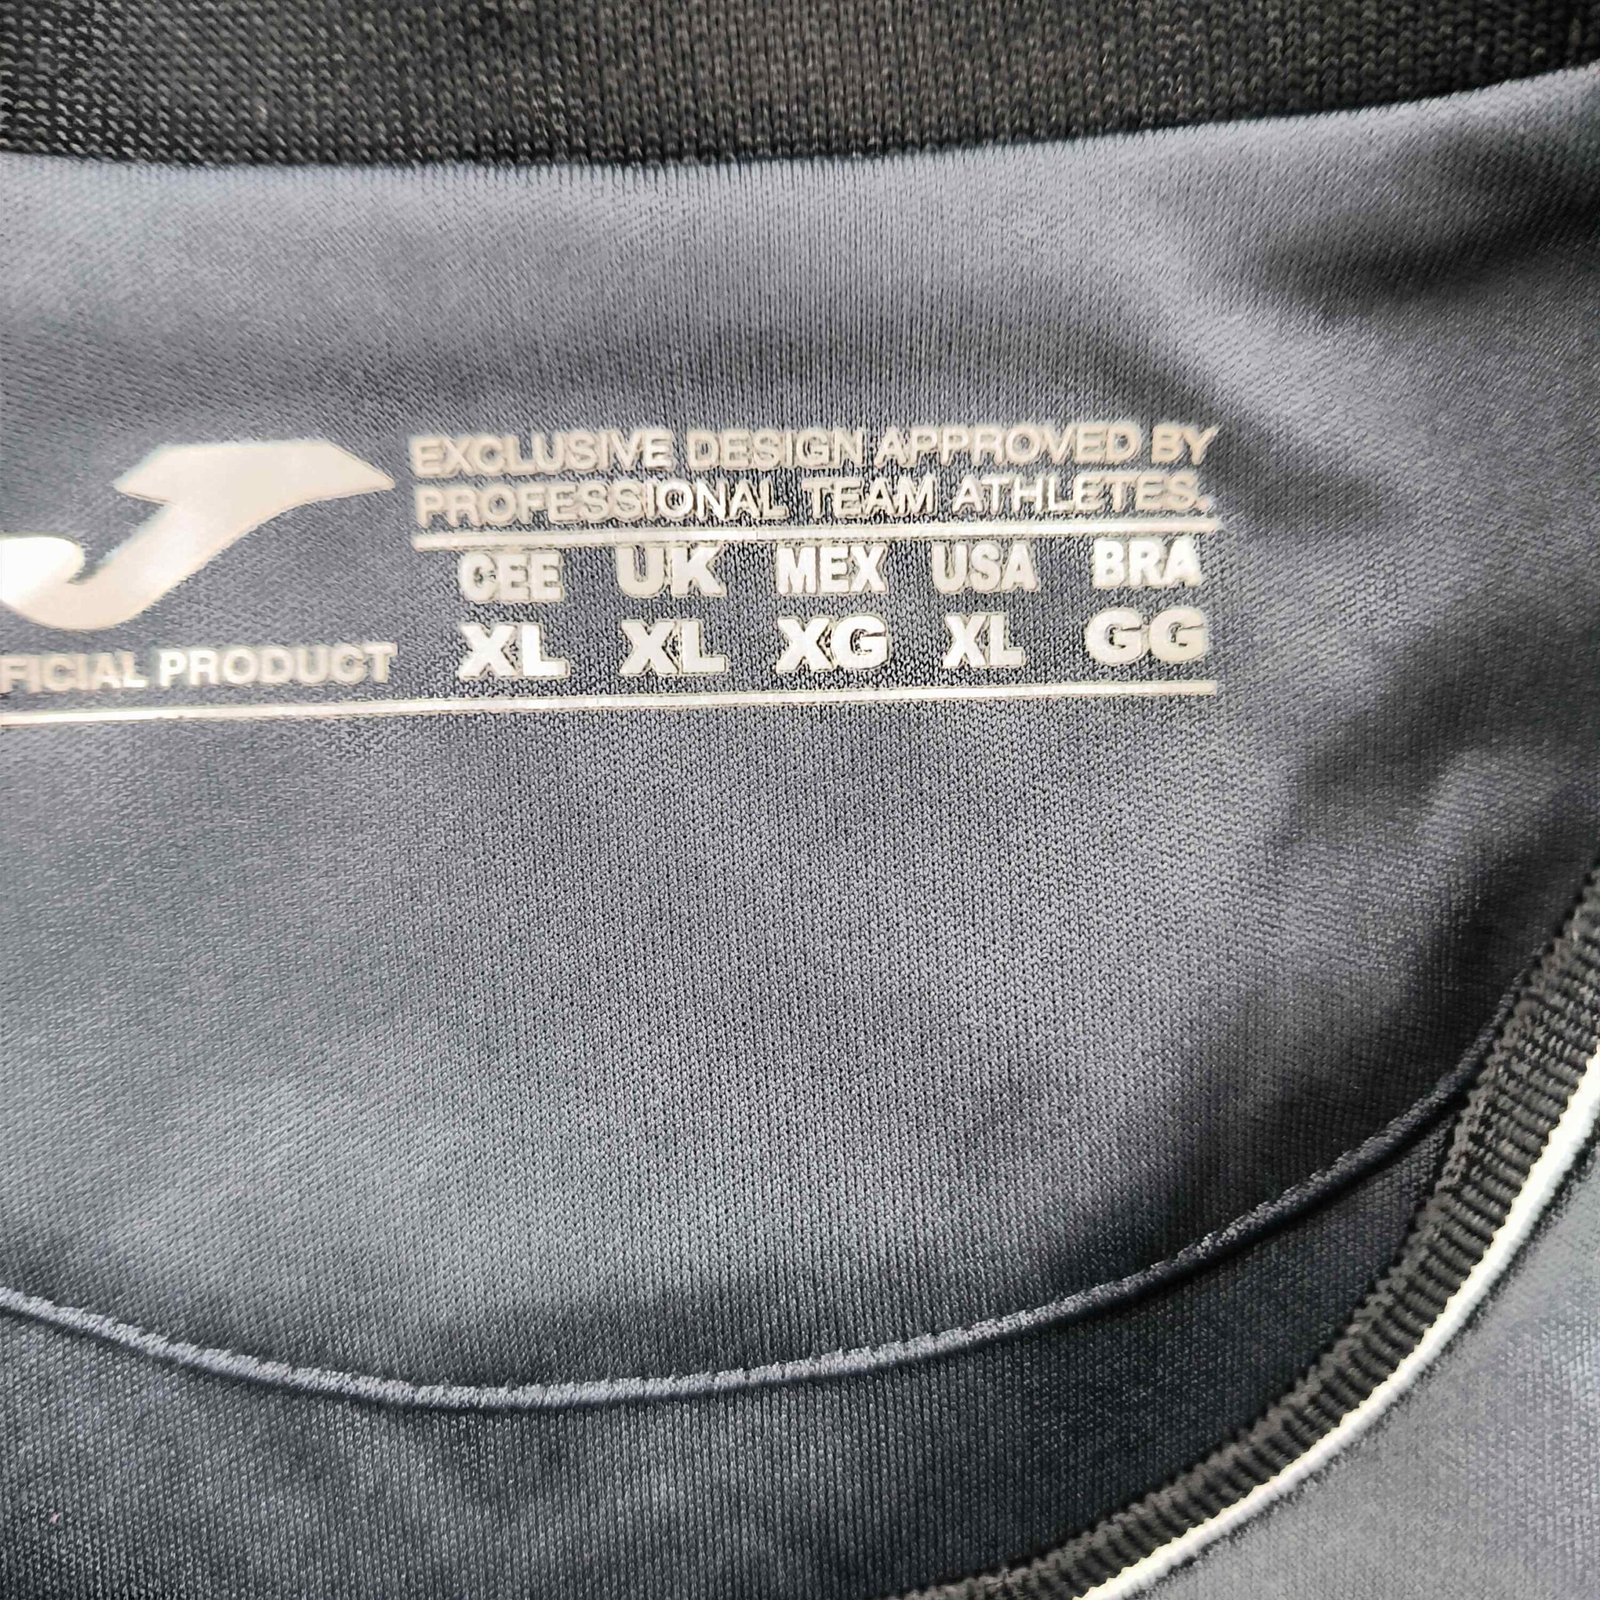 EXCLUSIVE DESIGN APPROVED BY
PROFESSIONAL TEAM ATHLETES.
CEE UK MEX USA BRA
XL XL XG XL GG
FICIAL PRODUCT